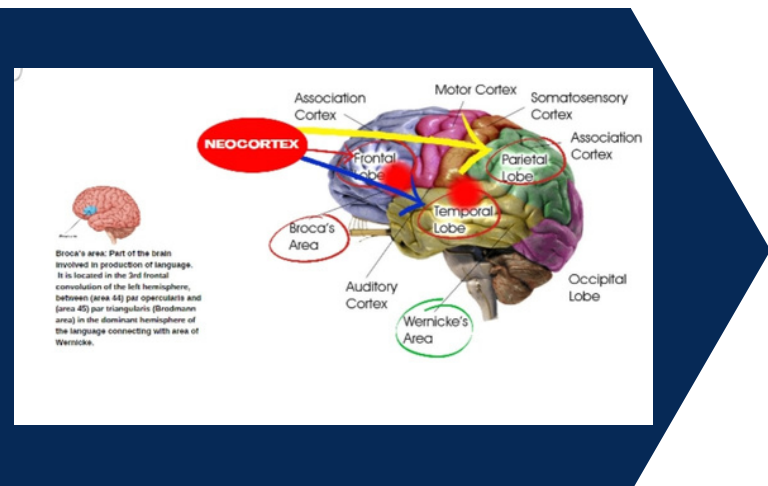 Motor Cortex
Association
Cortex
Somatosensory
Cortex
NEOCORTEX
Association
Cortex
Frontal
Lobe
Parietal
Lobe
Temporal
Lobe
Broca's
Area
Auditory
Cortex
Occipital
Lobe
Wernicke's
Area
Broca's area: Part of the brain
involved in production of language.
It is located in the 3rd frontal
convolution of the left hemisphere,
between (area 44) par opercularis and
(area 45) par triangularis (Brodmann
area) in the dominant hemisphere of
the language connecting with area of
Wernicke.